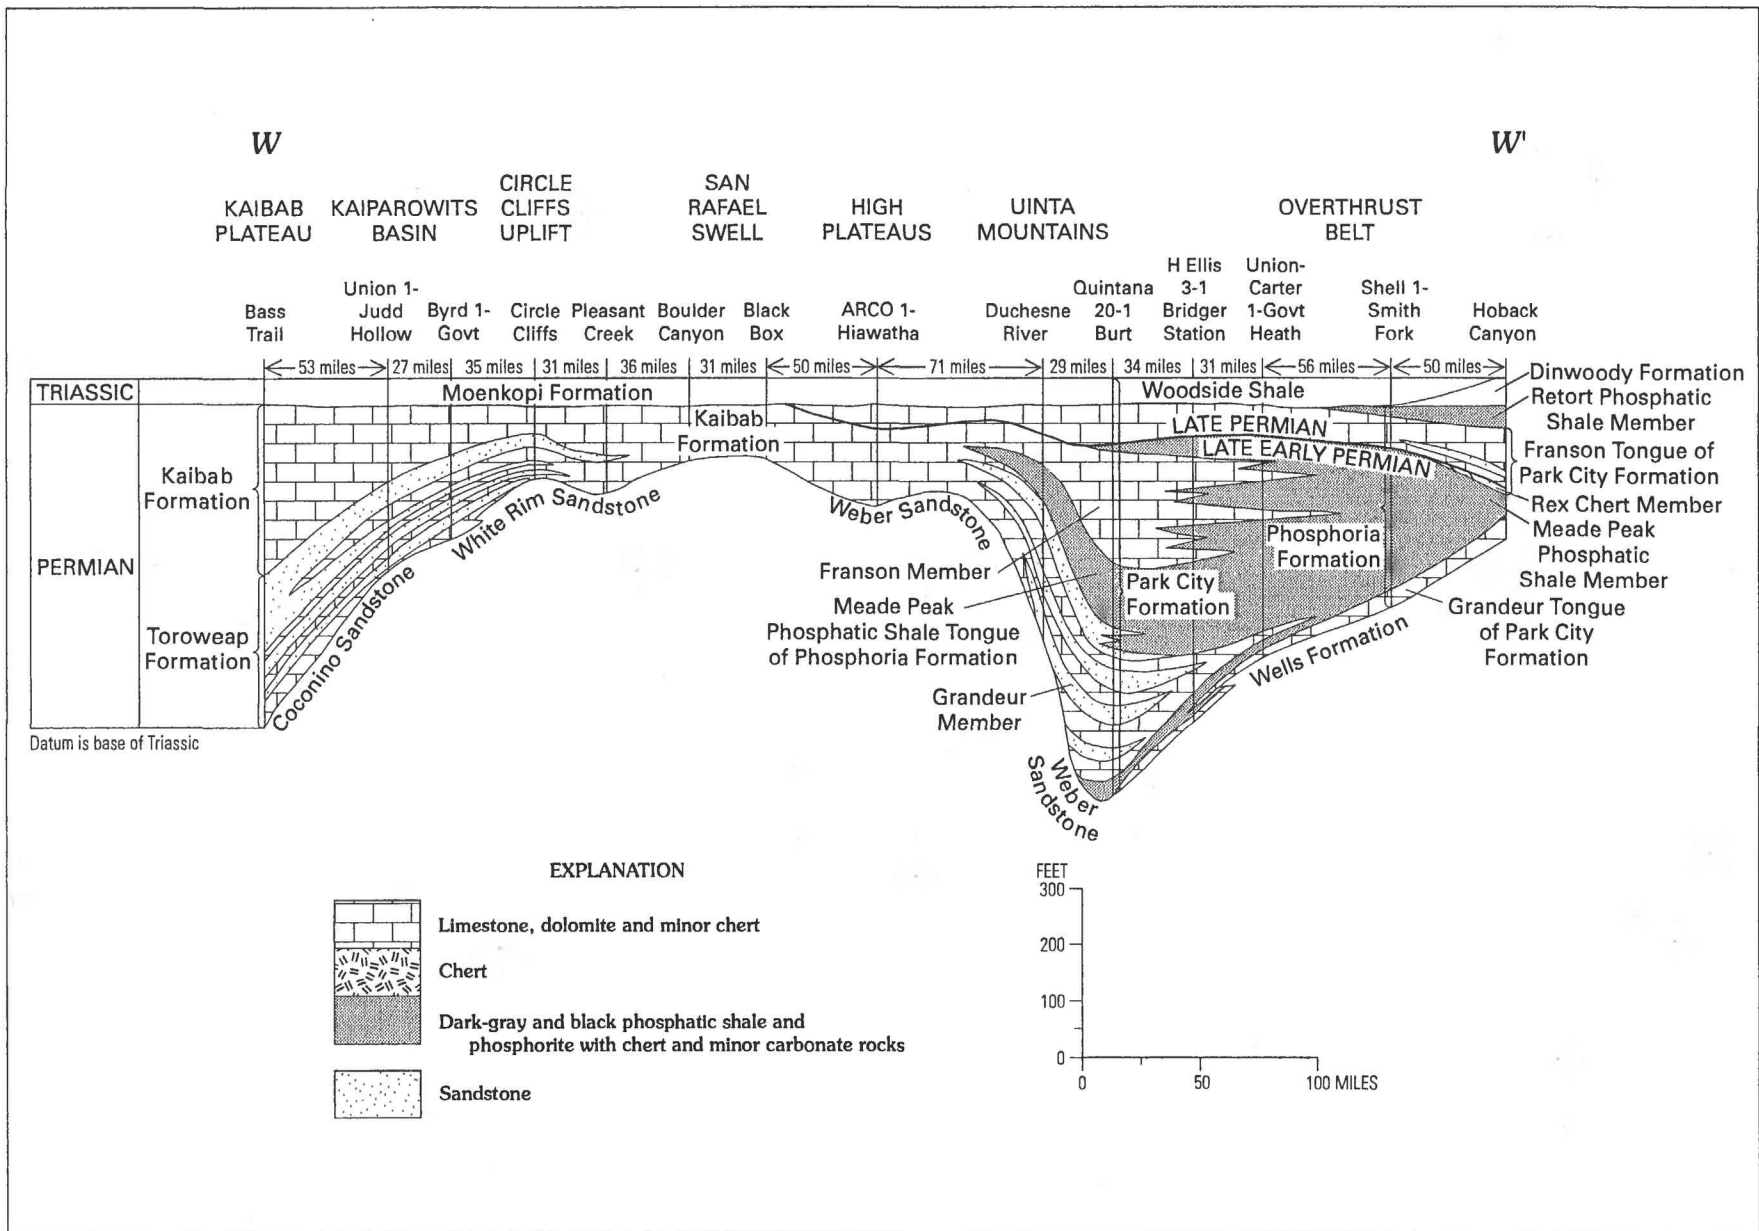 W
W'
KAIBAB
PLATEAU
KAIPAROWITS
BASIN
CIRCLE
CLIFFS
UPLIFT
SAN
RAFAEL
SWELL
HIGH
PLATEAUS
UINTA
MOUNTAINS
OVERTHRUST
BELT
Bass
Trail
Union 1-
Judd
Hollow
Byrd 1-
Govt
Circle
Cliffs
Pleasant
Creek
Boulder
Canyon
Black
Box
ARCO 1-
Hiawatha
Duchesne
River
Quintana
20-1
Burt
H Ellis
3-1
Bridger
Station
Union-
Carter
1-Govt
Heath
Shell 1-
Smith
Fork
Hoback
Canyon
53 miles
27 miles
35 miles
31 miles
36 miles
31 miles
50 miles
71 miles
29 miles
34 miles
31 miles
56 miles
50 miles
TRIASSIC
Moenkopi Formation
Woodside Shale
Dinwoody Formation
Retort Phosphatic
Shale Member
Kaibab
Formation
LATE PERMIAN
LATE EARLY PERMIAN
Franson Tongue of
Park City Formation
Rex Chert Member
Meade Peak
Phosphatic
Shale Member
Grandeur Tongue
of Park City
Formation
PERMIAN
Kaibab
Formation
Toroweap
Formation
Coconino Sandstone
White Rim Sandstone
Weber Sandstone
Franson Member
Meade Peak
Phosphatic Shale Tongue
of Phosphoria Formation
Grandeur
Member
Park City
Formation
Phosphoria
Formation
Wells Formation
Weber
Sandstone
Datum is base of Triassic
EXPLANATION
Limestone, dolomite and minor chert
Chert
Dark-gray and black phosphatic shale and
phosphorite with chert and minor carbonate rocks
Sandstone
FEET
300
200
100
0
0
50
100 MILES